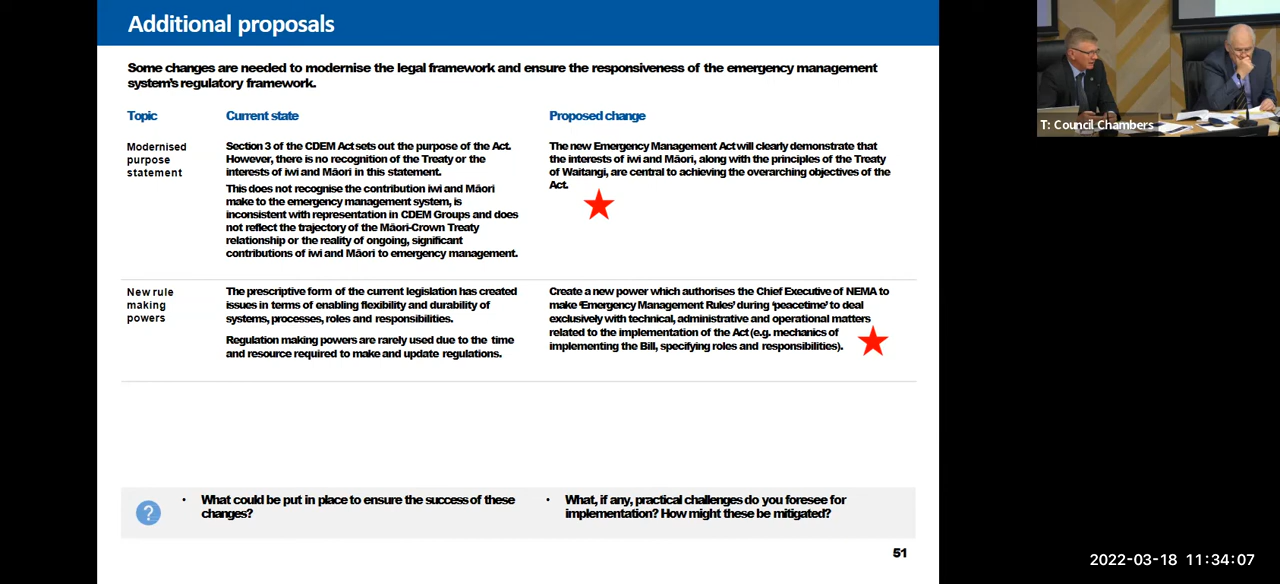 Additional proposals
Some changes are needed to modernise the legal framework and ensure the responsiveness of the emergency management
system's regulatory framework.
Topic
Current state
Proposed change
Modernised
purpose
statement
Section 3 of the CDEM Act sets out the purpose of the Act.
However, there is no recognition of the Treaty or the
interests of iwi and Māori in this statement.
This does not recognise the contribution iwi and Māori
make to the emergency management system, is
inconsistent with representation in CDEM Groups and does
not reflect the trajectory of the Māori-Crown Treaty
relationship or the reality of ongoing, significant
contributions of iwi and Māori to emergency management.
The new Emergency Management Act will clearly demonstrate that
the interests of iwi and Māori, along with the principles of the Treaty
of Waitangi, are central to achieving the overarching objectives of the
Act.
New rule
making
powers
The prescriptive form of the current legislation has created
issues in terms of enabling flexibility and durability of
systems, processes, roles and responsibilities.
Regulation making powers are rarely used due to the time
and resource required to make and update regulations.
Create a new power which authorises the Chief Executive of NEMA to
make 'Emergency Management Rules' during 'peacetime' to deal
exclusively with technical, administrative and operational matters
related to the implementation of the Act (e.g. mechanics of
implementing the Bill, specifying roles and responsibilities).
?
• What could be put in place to ensure the success of these
changes?
• What, if any, practical challenges do you foresee for
implementation? How might these be mitigated?
51
T: Council Chambers
2022-03-18 11:34:07